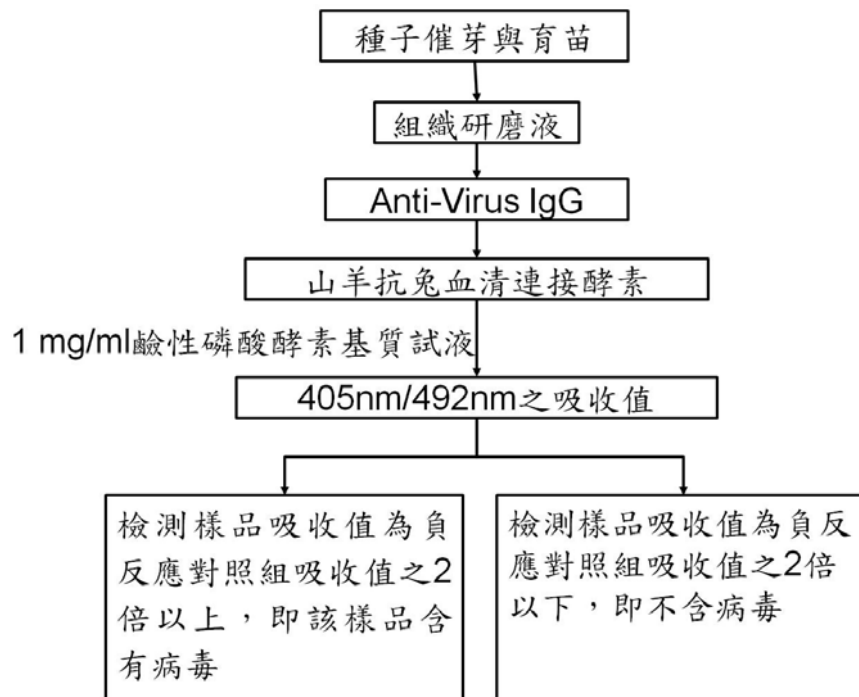 種子催芽與育苗
組織研磨液
Anti-Virus IgG
山羊抗兔血清連接酵素
1 mg/ml鹼性磷酸酵素基質試液
405nm/492nm之吸收值
檢測樣品吸收值為負
反應對照組吸收值之2
倍以上，即該樣品含
有病毒
檢測樣品吸收值為負反
應對照組吸收值之2倍
以下，即不含病毒